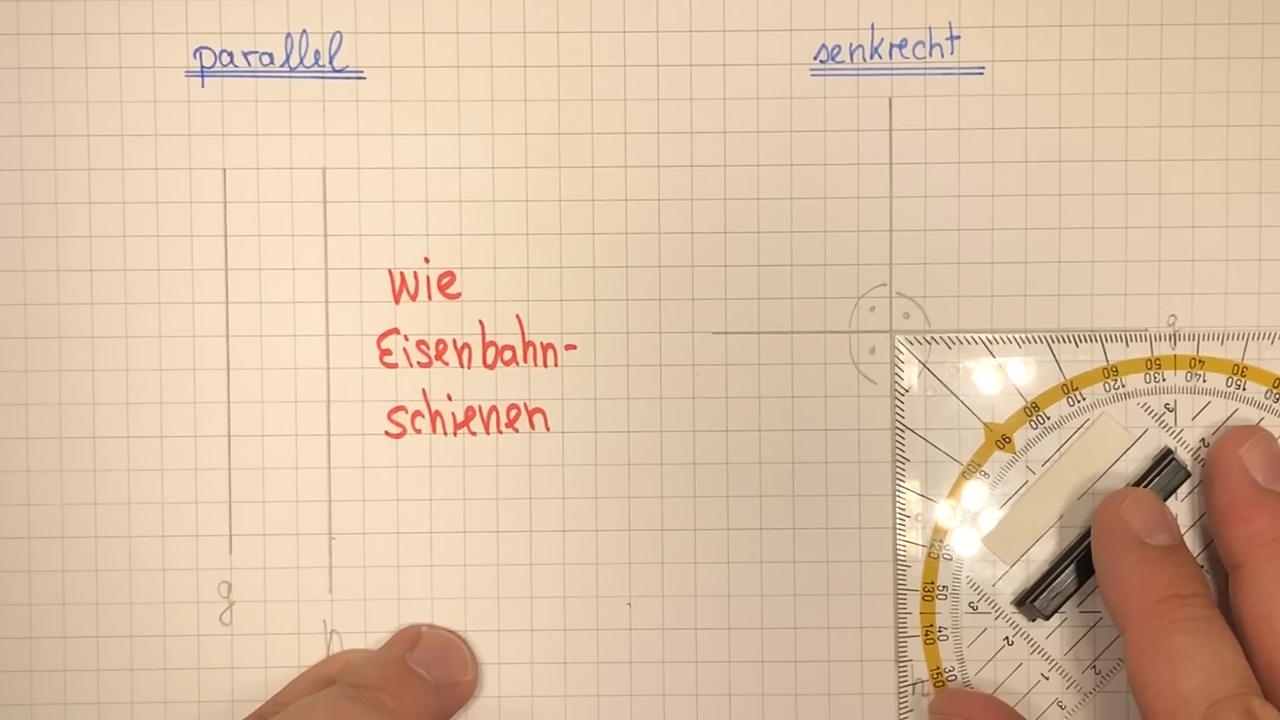 parallel
senkrecht
wie
Eisenbahn-
schienen
g
h
g
h